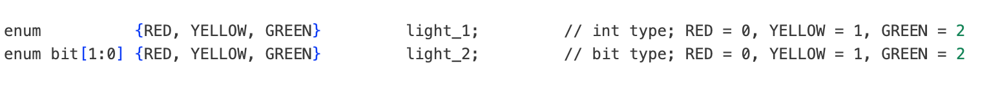 enum {RED, YELLOW, GREEN} light_1; // int type; RED = 0, YELLOW = 1, GREEN = 2
enum bit[1:0] {RED, YELLOW, GREEN} light_2; // bit type; RED = 0, YELLOW = 1, GREEN = 2